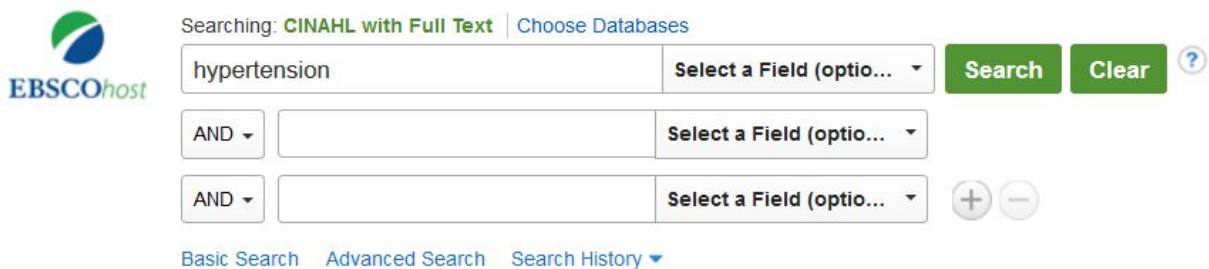 Searching: CINAHL with Full Text Choose Databases
EBSCOhost
hypertension Select a Field (optio... Search Clear ?
AND Select a Field (optio...
AND Select a Field (optio...
Basic Search Advanced Search Search History